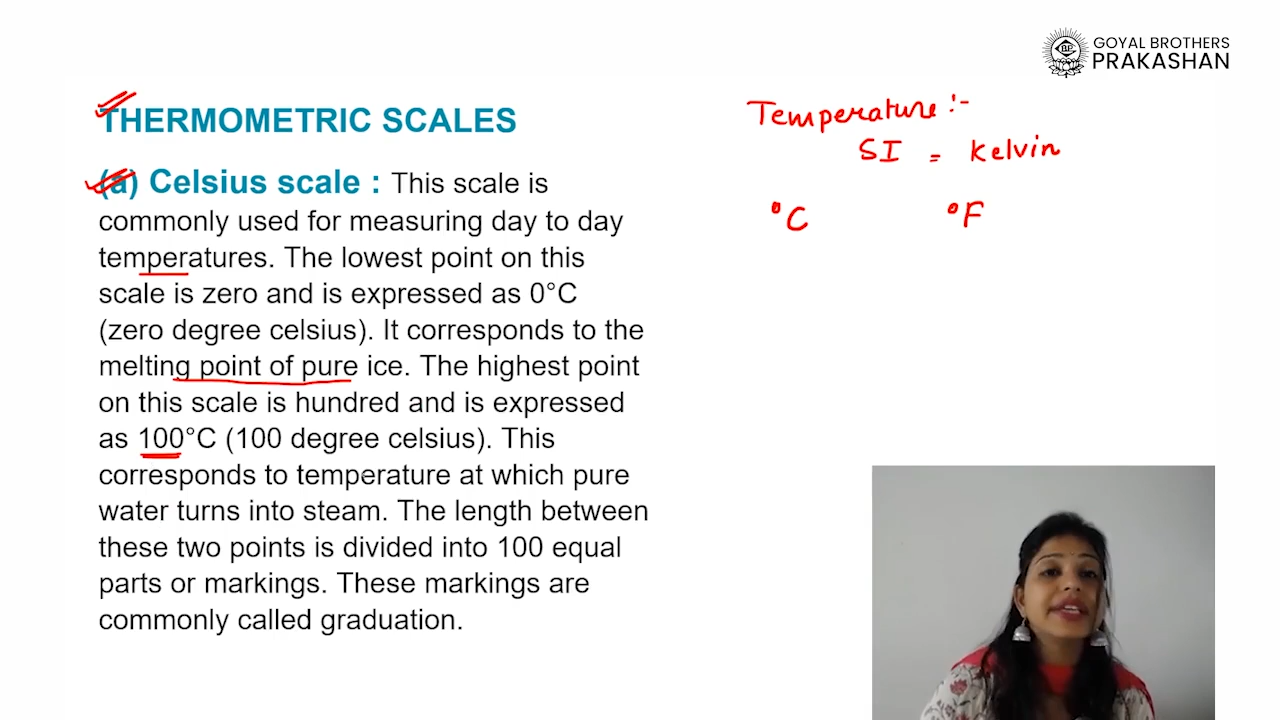 GOYAL BROTHERS
PRAKASHAN
THERMOMETRIC SCALES
(a) Celsius scale : This scale is
commonly used for measuring day to day
temperatures. The lowest point on this
scale is zero and is expressed as 0°C
(zero degree celsius). It corresponds to the
melting point of pure ice. The highest point
on this scale is hundred and is expressed
as 100°C (100 degree celsius). This
corresponds to temperature at which pure
water turns into steam. The length between
these two points is divided into 100 equal
parts or markings. These markings are
commonly called graduation.
Temperature :-
SI = Kelvin
°C °F